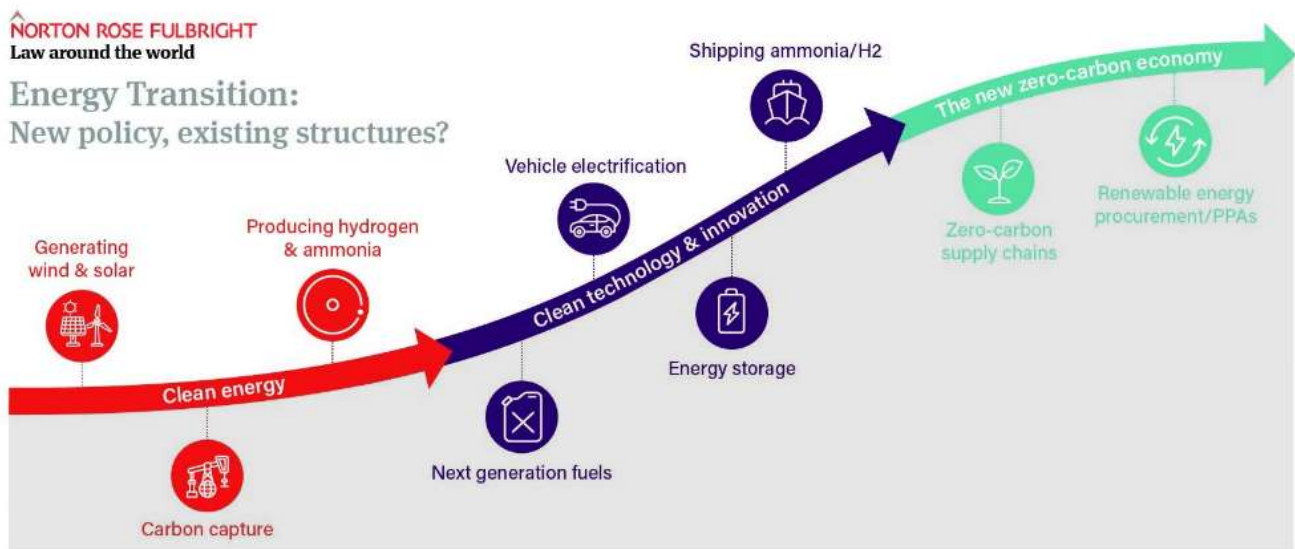 NORTON ROSE FULBRIGHT
Law around the world
Energy Transition:
New policy, existing structures?
Generating
wind & solar
Producing hydrogen
& ammonia
Clean energy
Carbon capture
Vehicle electrification
Shipping ammonia/H2
Clean technology & innovation
Next generation fuels
Energy storage
The new zero-carbon economy
Zero-carbon
supply chains
Renewable energy
procurement/PPAs